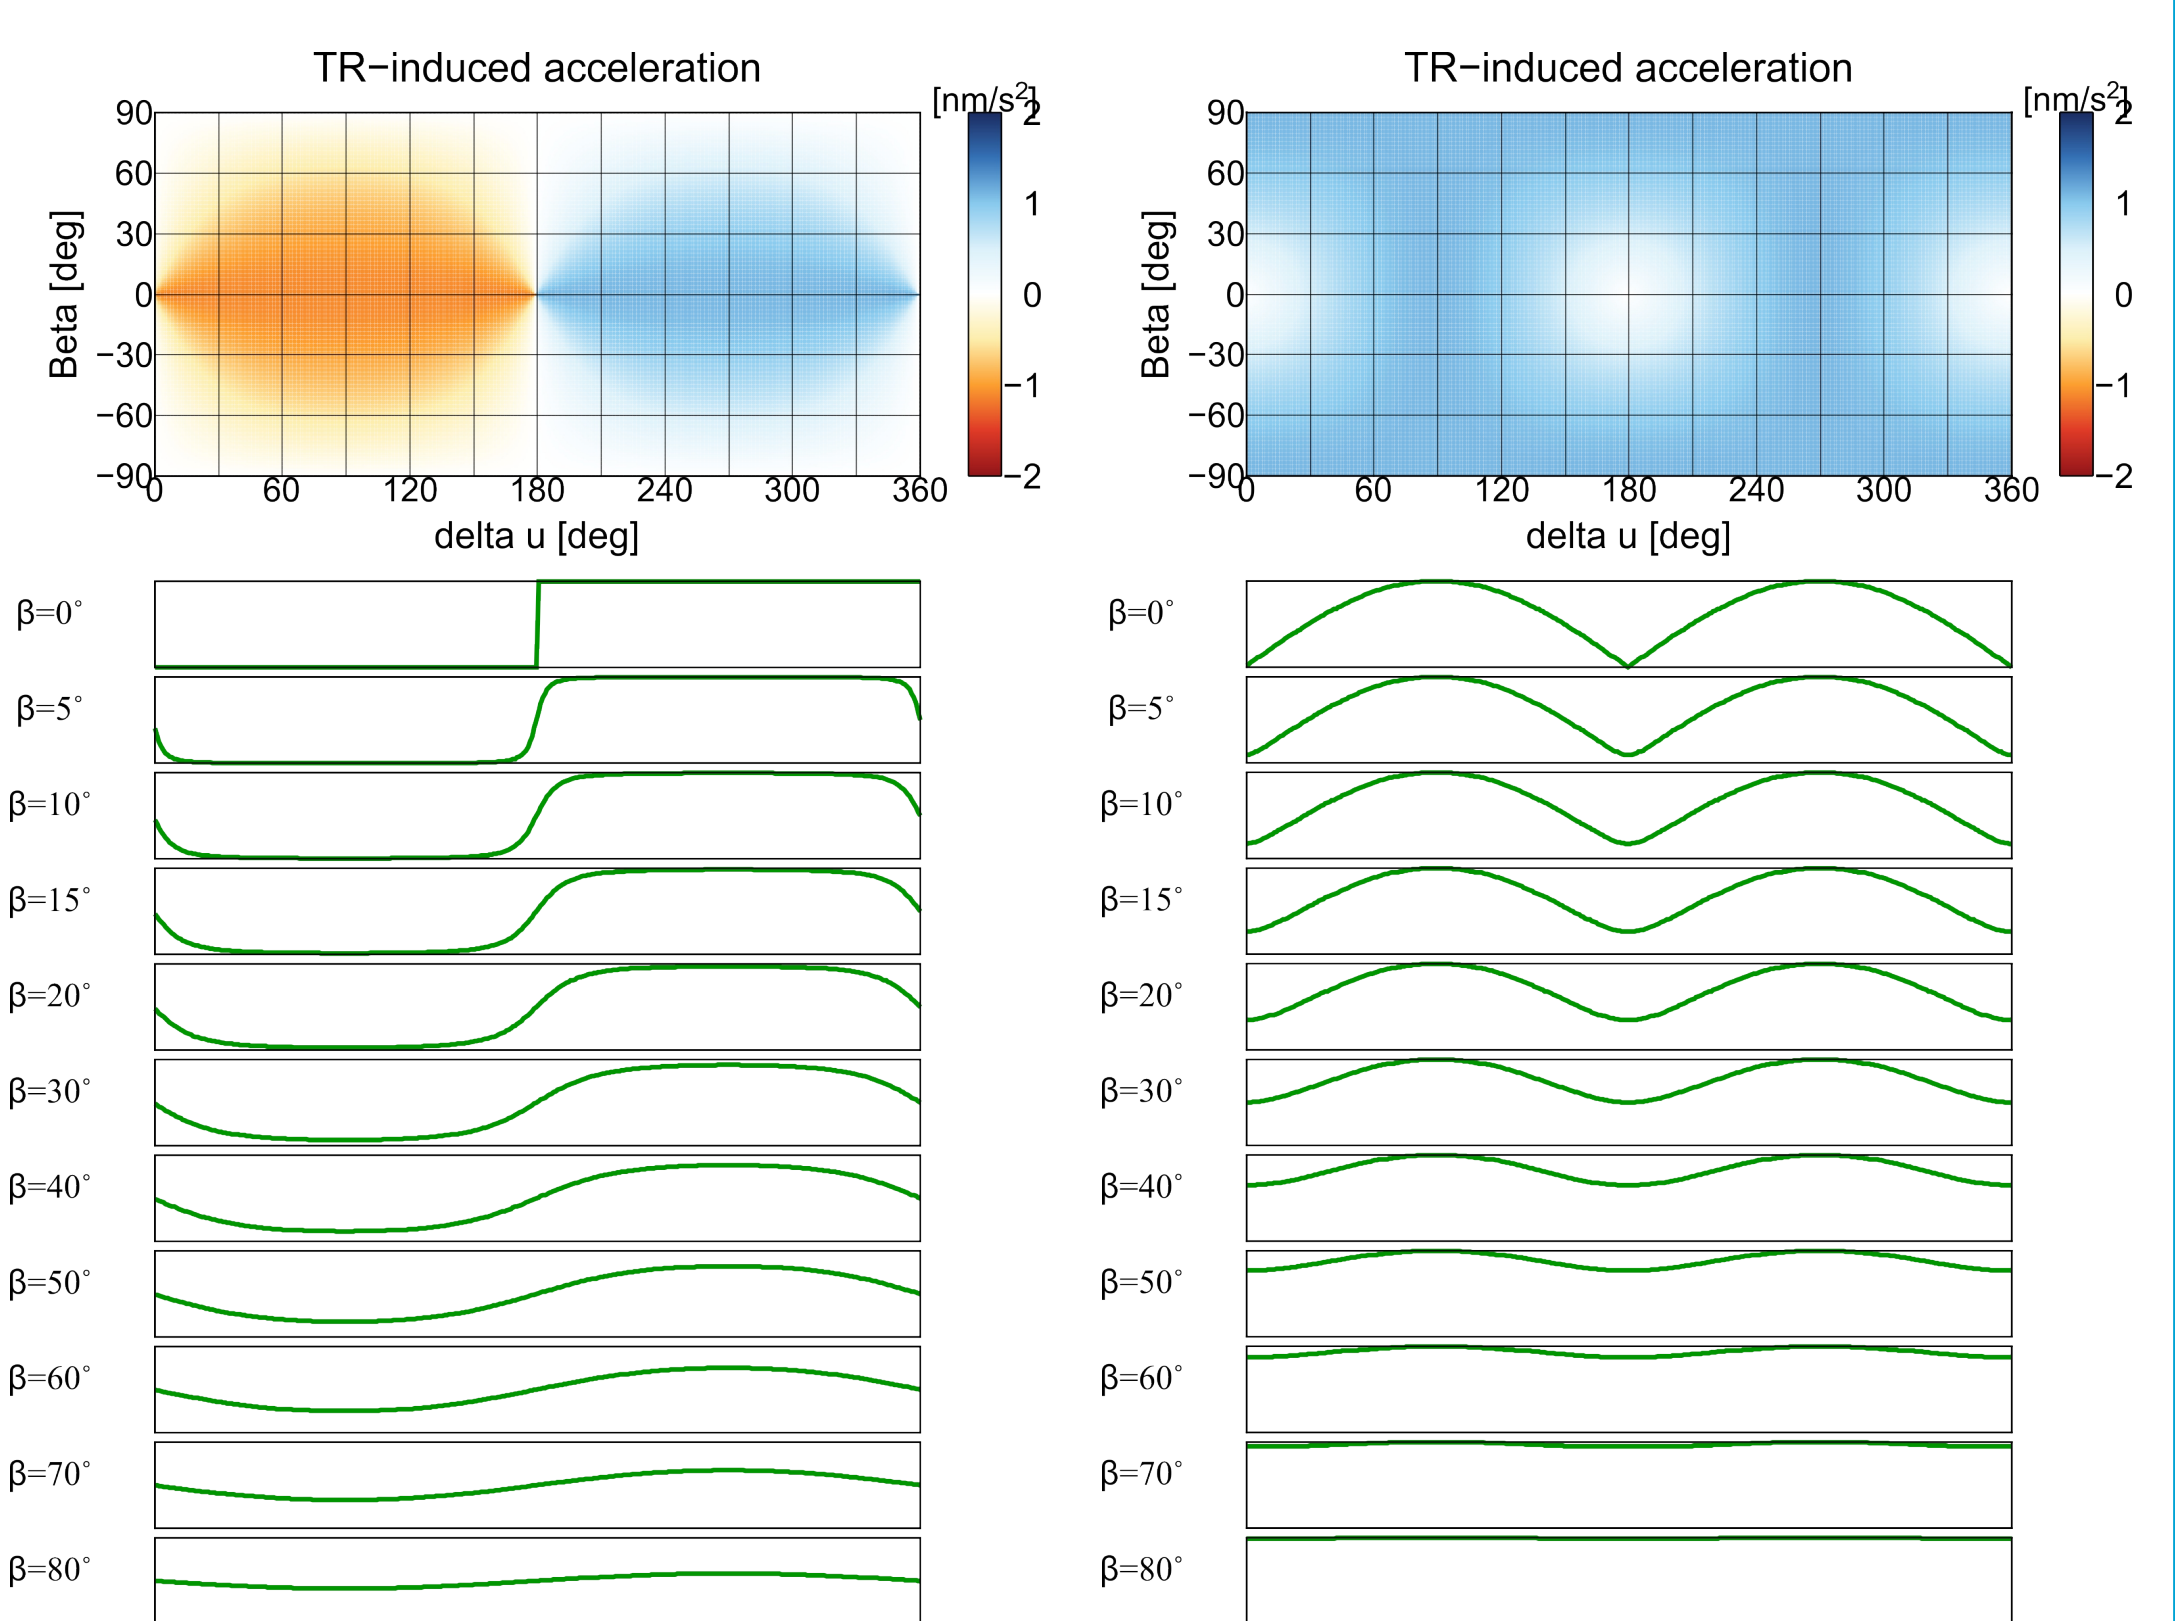 TR−induced acceleration
[nm/s2]
90
60
30
0
−30
−60
−90
Beta [deg]
0
60
120
180
240
300
360
delta u [deg]
2
1
0
−1
−2
β=0°
β=5°
β=10°
β=15°
β=20°
β=30°
β=40°
β=50°
β=60°
β=70°
β=80°
TR−induced acceleration
[nm/s2]
90
60
30
0
−30
−60
−90
Beta [deg]
0
60
120
180
240
300
360
delta u [deg]
2
1
0
−1
−2
β=0°
β=5°
β=10°
β=15°
β=20°
β=30°
β=40°
β=50°
β=60°
β=70°
β=80°